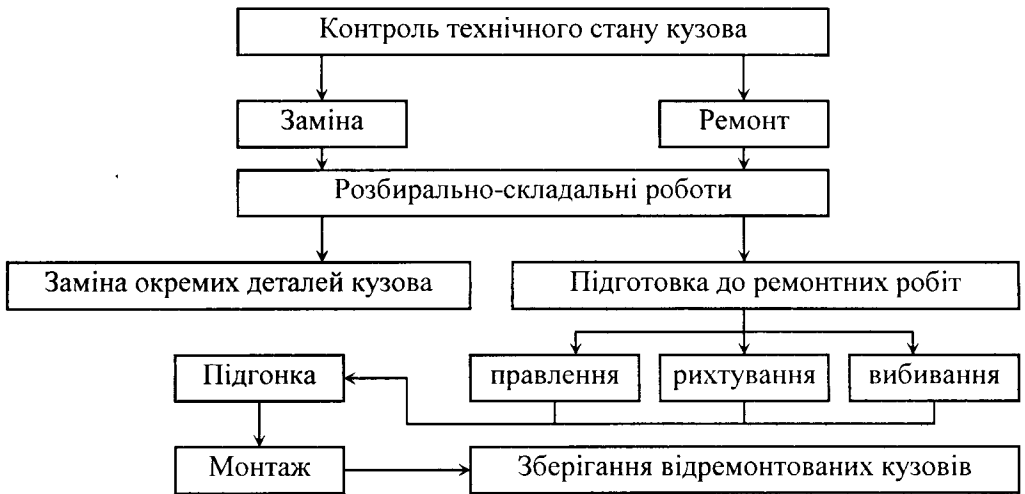 Контроль технічного стану кузова
Заміна
Ремонт
Розбирально-складальні роботи
Заміна окремих деталей кузова
Підготовка до ремонтних робіт
Підгонка
правлення
рихтування
вибивання
Монтаж
Зберігання відремонтованих кузовів